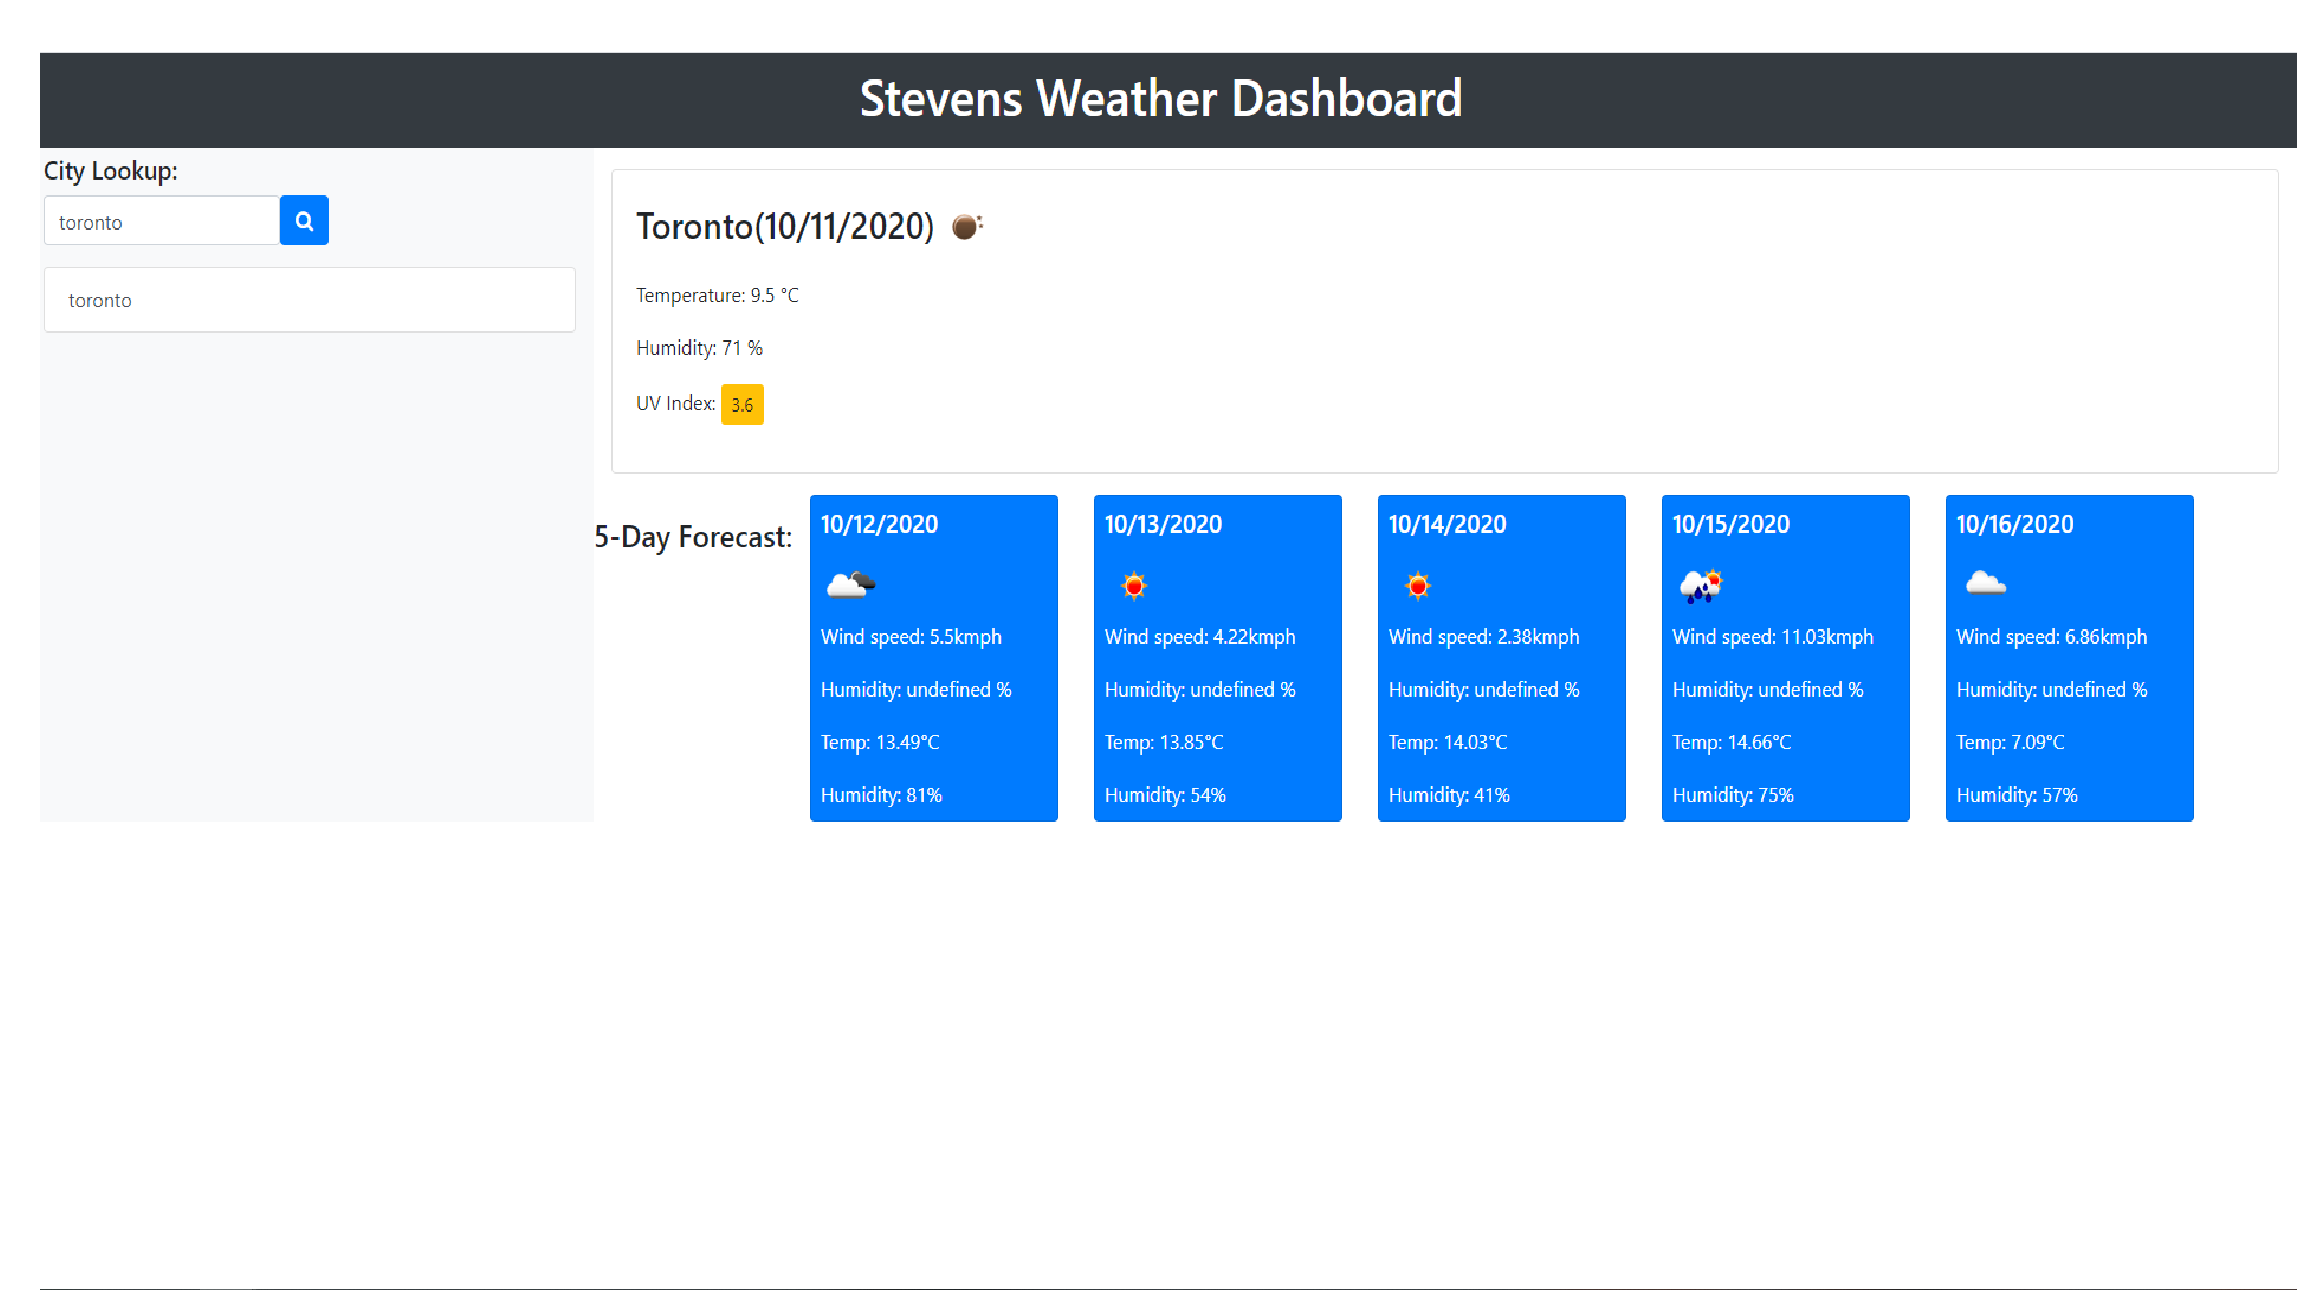 Stevens Weather Dashboard
City Lookup:
toronto
toronto
Toronto(10/11/2020)
Temperature: 9.5 °C
Humidity: 71 %
UV Index: 3.6
5-Day Forecast:
10/12/2020
Wind speed: 5.5kmph
Humidity: undefined %
Temp: 13.49°C
Humidity: 81%
10/13/2020
Wind speed: 4.22kmph
Humidity: undefined %
Temp: 13.85°C
Humidity: 54%
10/14/2020
Wind speed: 2.38kmph
Humidity: undefined %
Temp: 14.03°C
Humidity: 41%
10/15/2020
Wind speed: 11.03kmph
Humidity: undefined %
Temp: 14.66°C
Humidity: 75%
10/16/2020
Wind speed: 6.86kmph
Humidity: undefined %
Temp: 7.09°C
Humidity: 57%